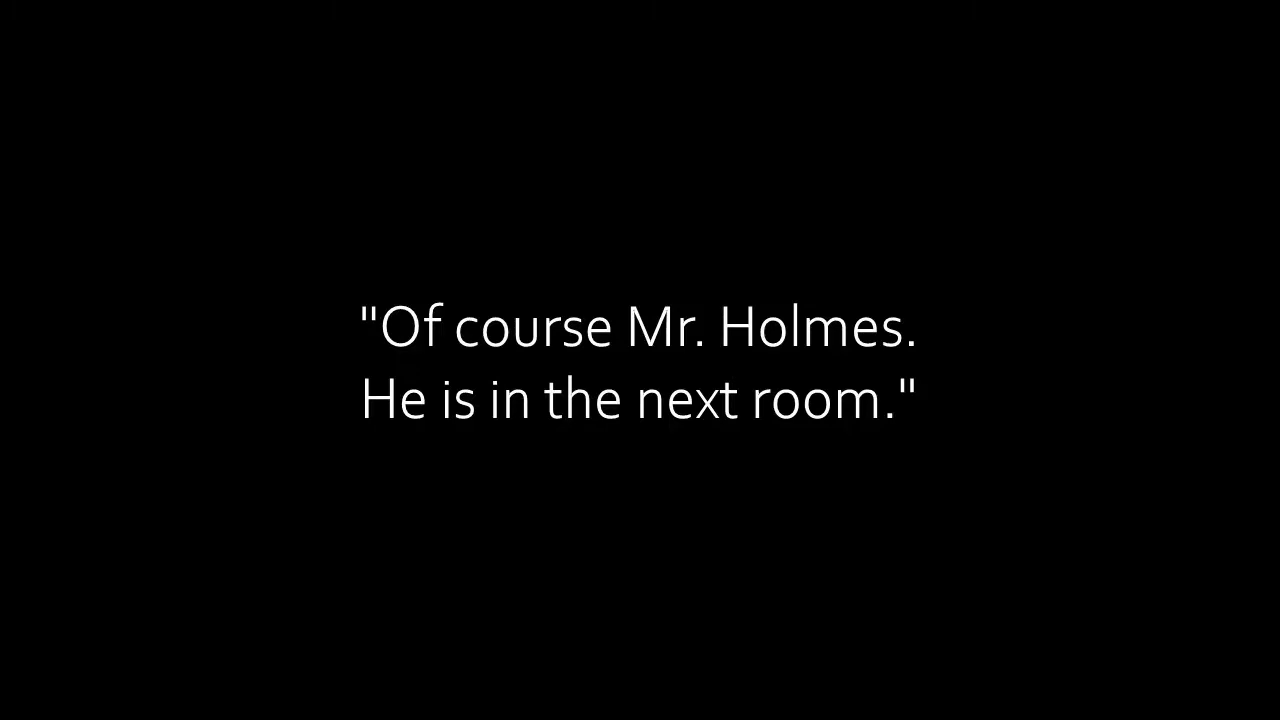 "Of course Mr. Holmes.
He is in the next room."